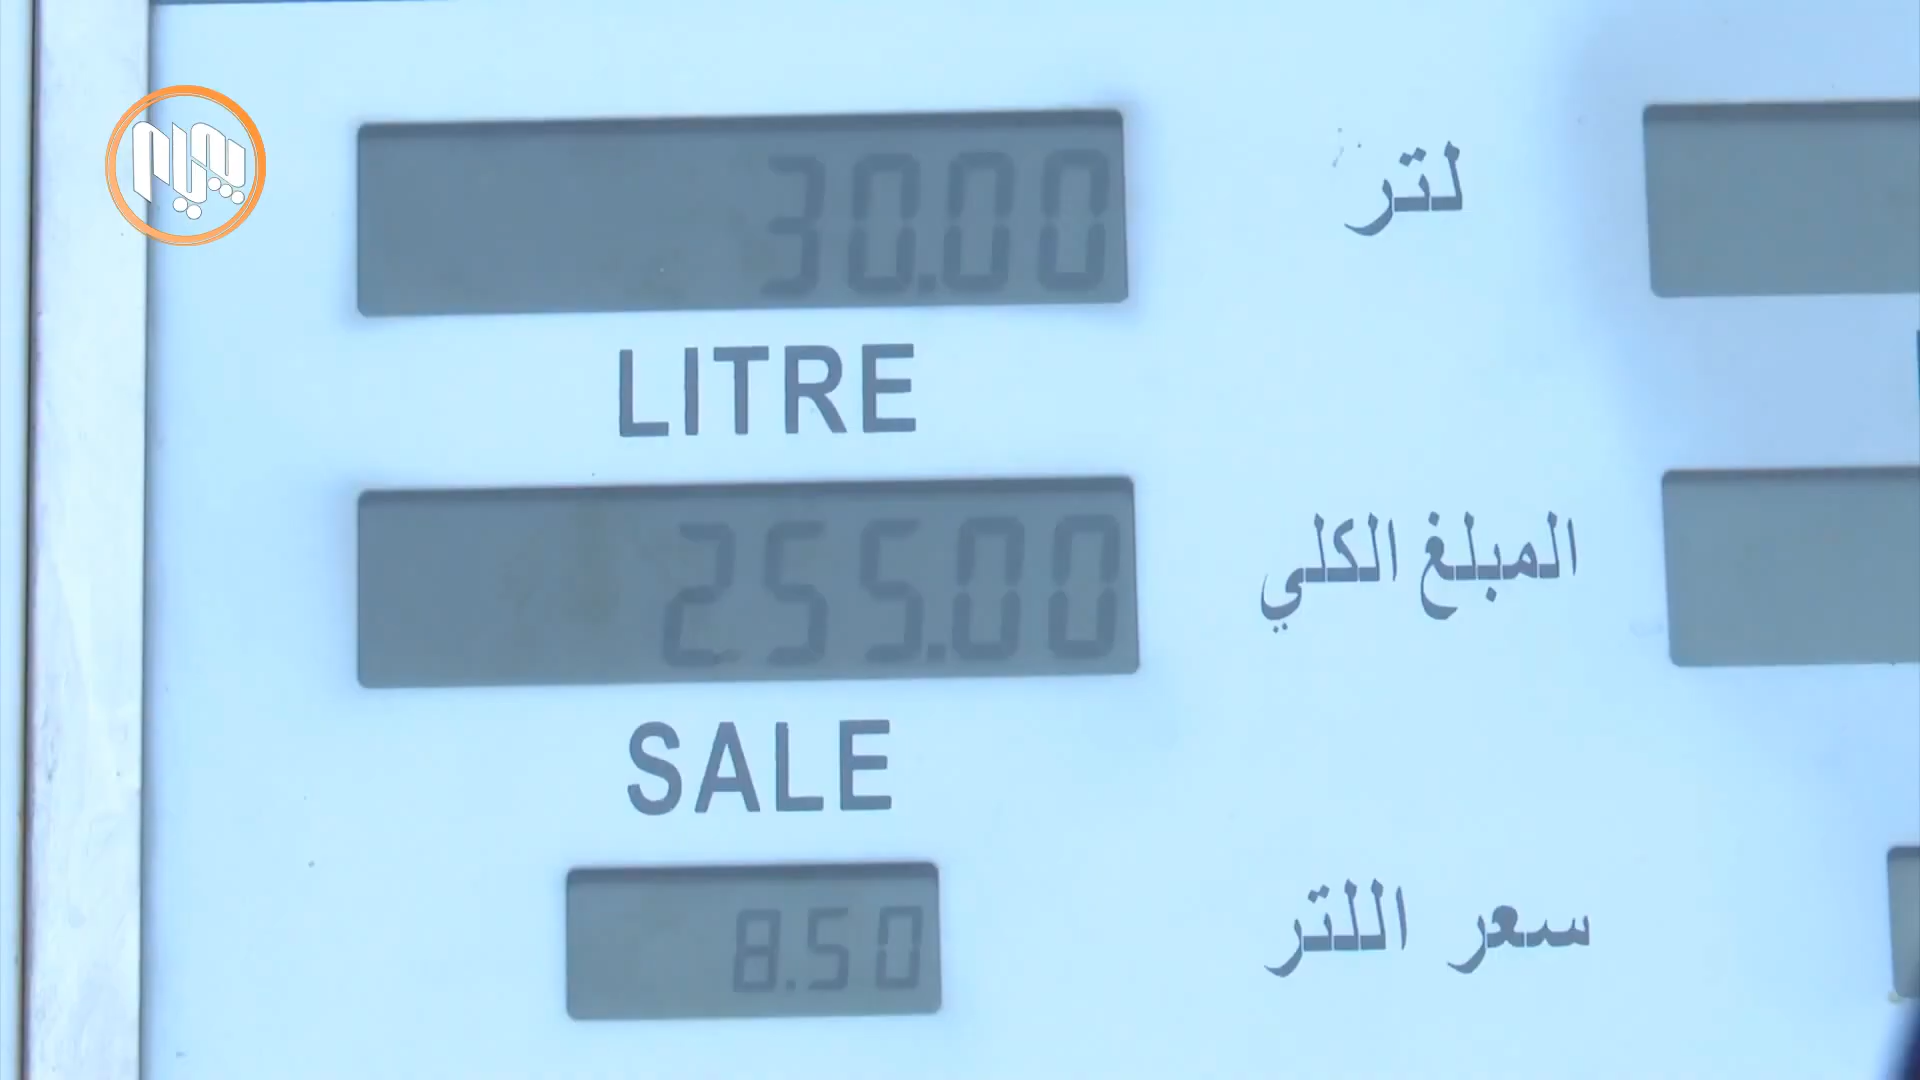 30.00
لتر
LITRE
255.00
المبلغ الكلي
SALE
8.50
سعر اللتر